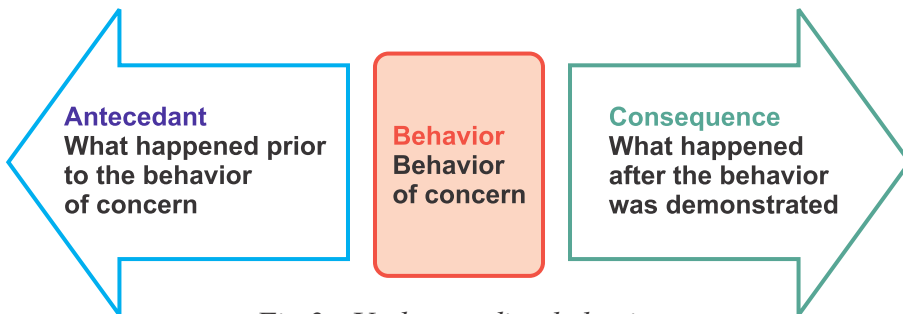 Antecedant
What happened prior
to the behavior
of concern
Behavior
Behavior
of concern
Consequence
What happened
after the behavior
was demonstrated